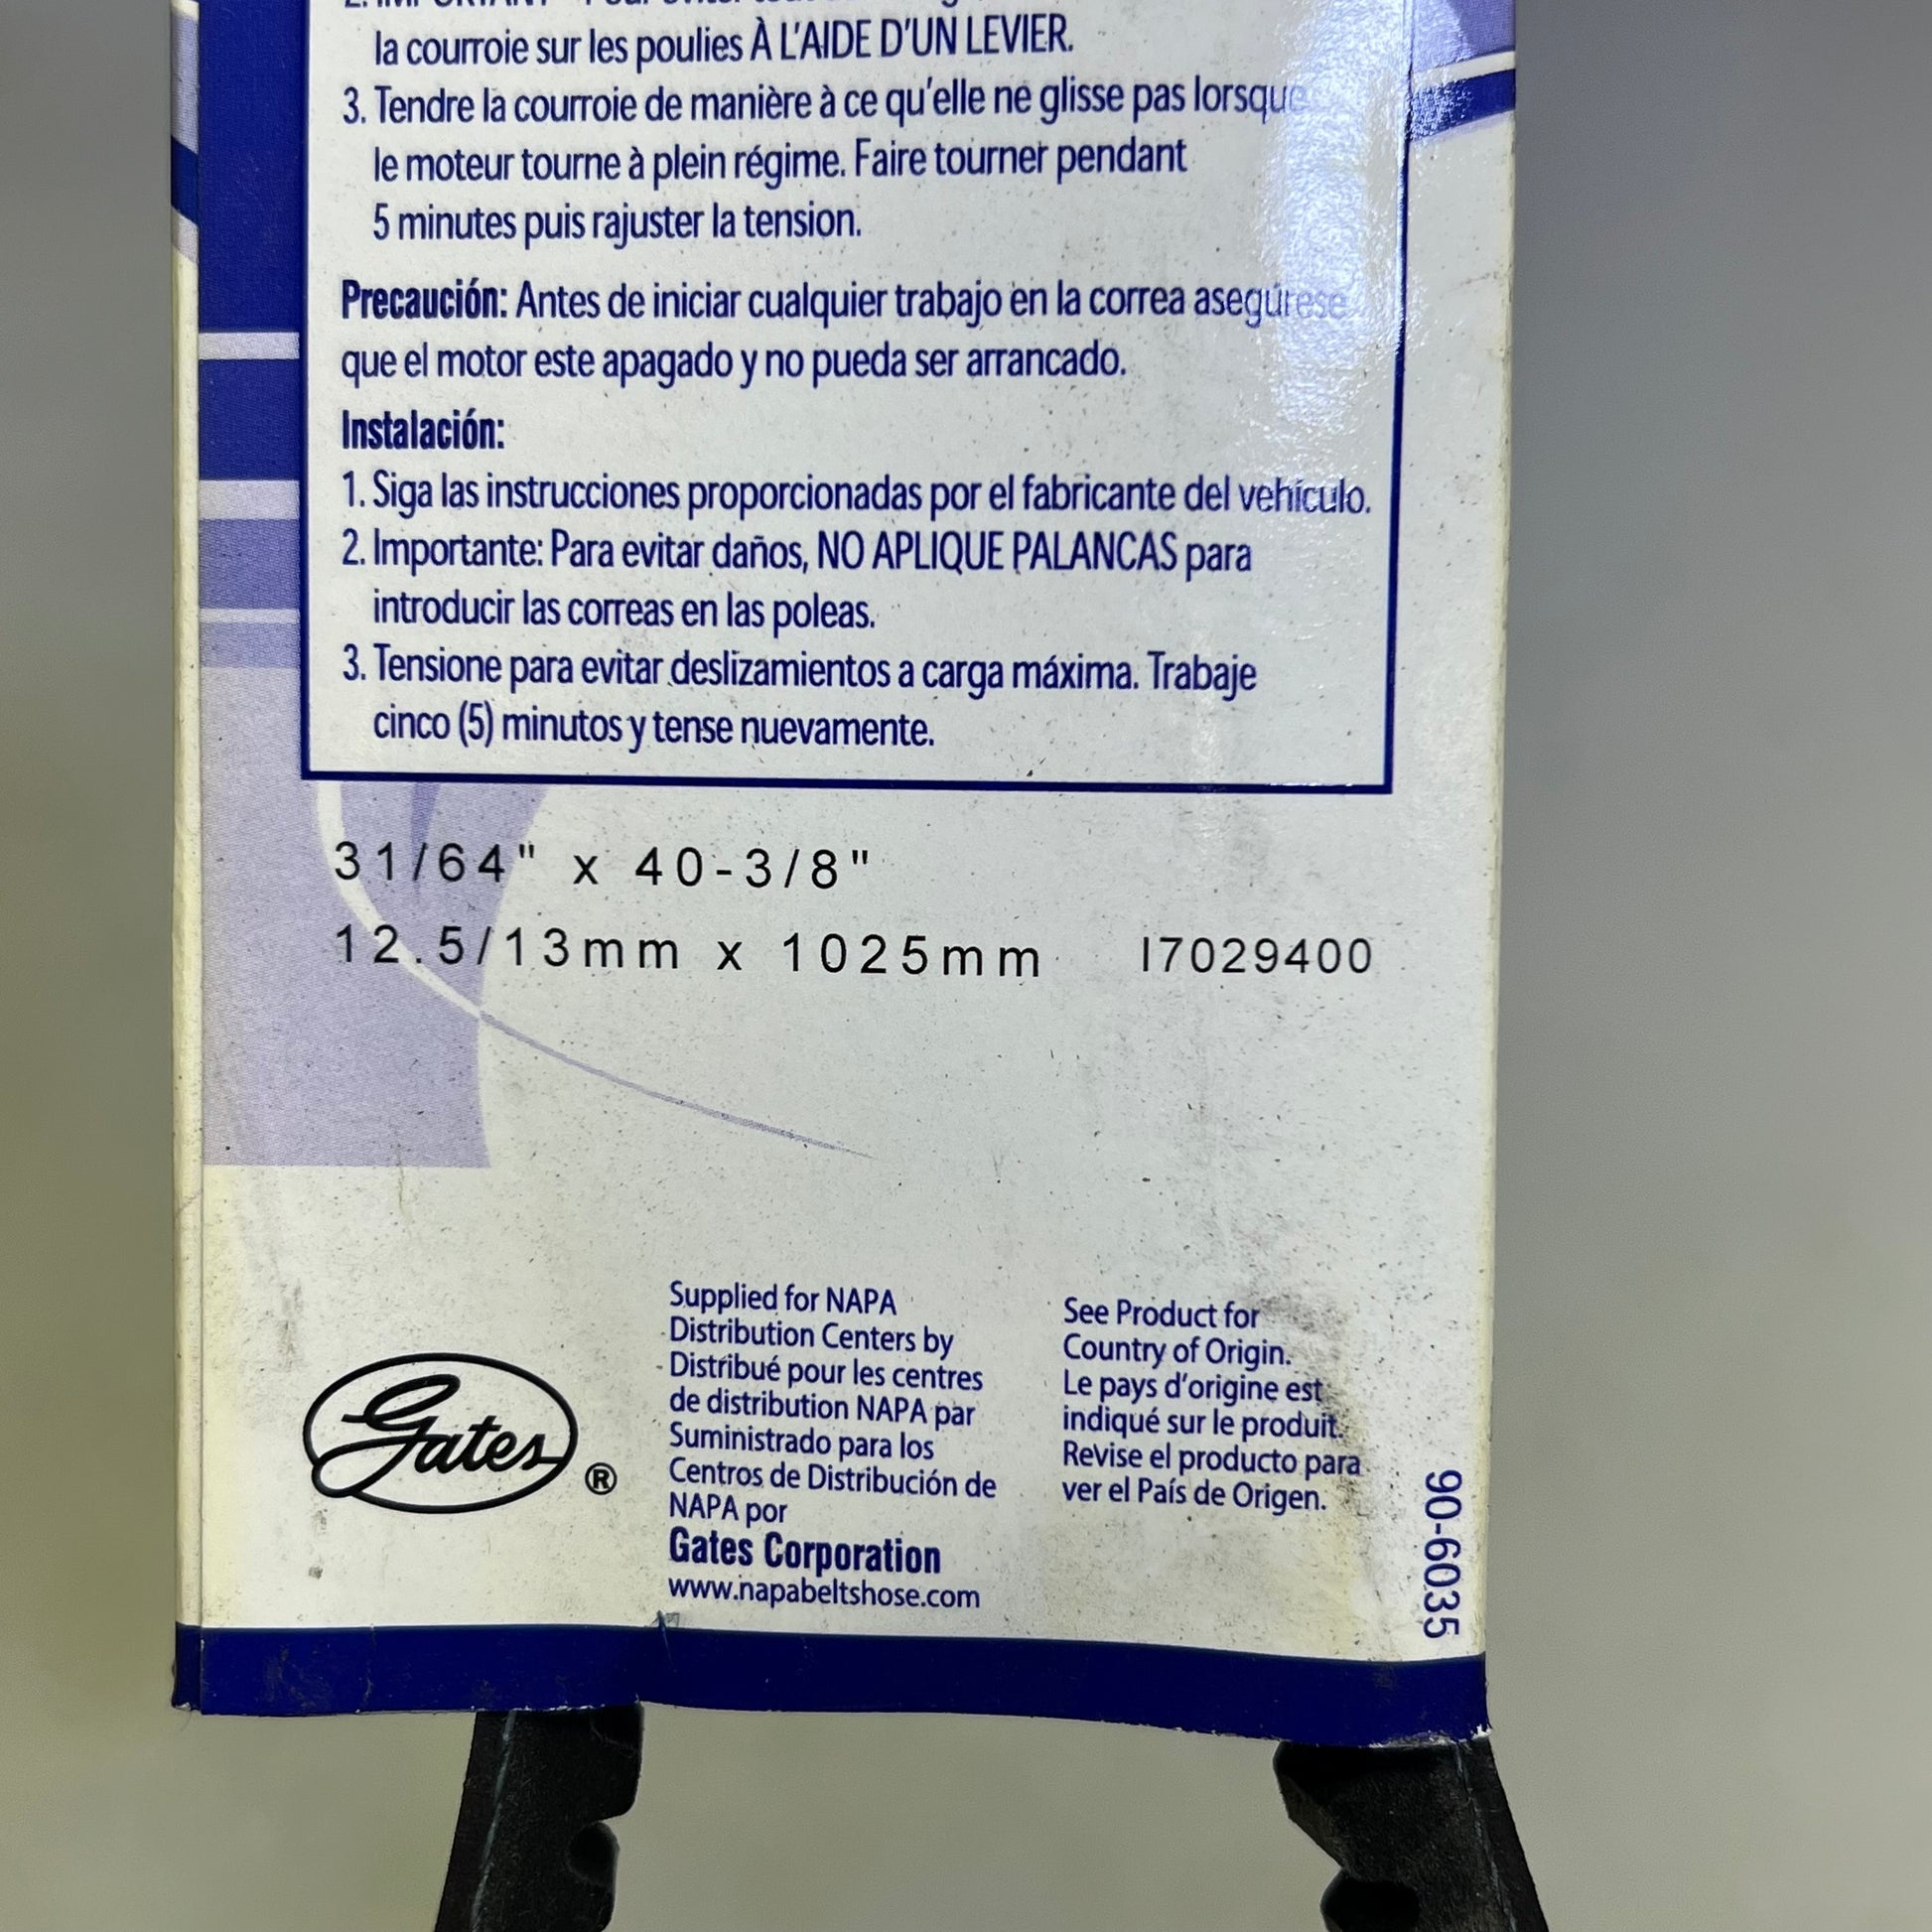 la courroie sur les poulies À L'AIDE D'UN LEVIER.
3. Tendre la courroie de manière à ce qu'elle ne glisse pas lorsque
le moteur tourne à plein régime. Faire tourner pendant
5 minutes puis rajuster la tension.
Precaución: Antes de iniciar cualquier trabajo en la correa asegúrese
que el motor este apagado y no pueda ser arrancado.
Instalación:
1. Siga las instrucciones proporcionadas por el fabricante del vehículo.
2. Importante: Para evitar daños, NO APLIQUE PALANCAS para
introducir las correas en las poleas.
3. Tensione para evitar deslizamientos a carga máxima. Trabaje
cinco (5) minutos y tense nuevamente.
31/64" x 40-3/8"
12.5/13mm x 1025mm I7029400
Gates ®
Supplied for NAPA
Distribution Centers by
Distribué pour les centres
de distribution NAPA par
Suministrado para los
Centros de Distribución de
NAPA por
Gates Corporation
www.napabeltshose.com
See Product for
Country of Origin.
Le pays d'origine est
indiqué sur le produit.
Revise el producto para
ver el País de Origen.
90-6035